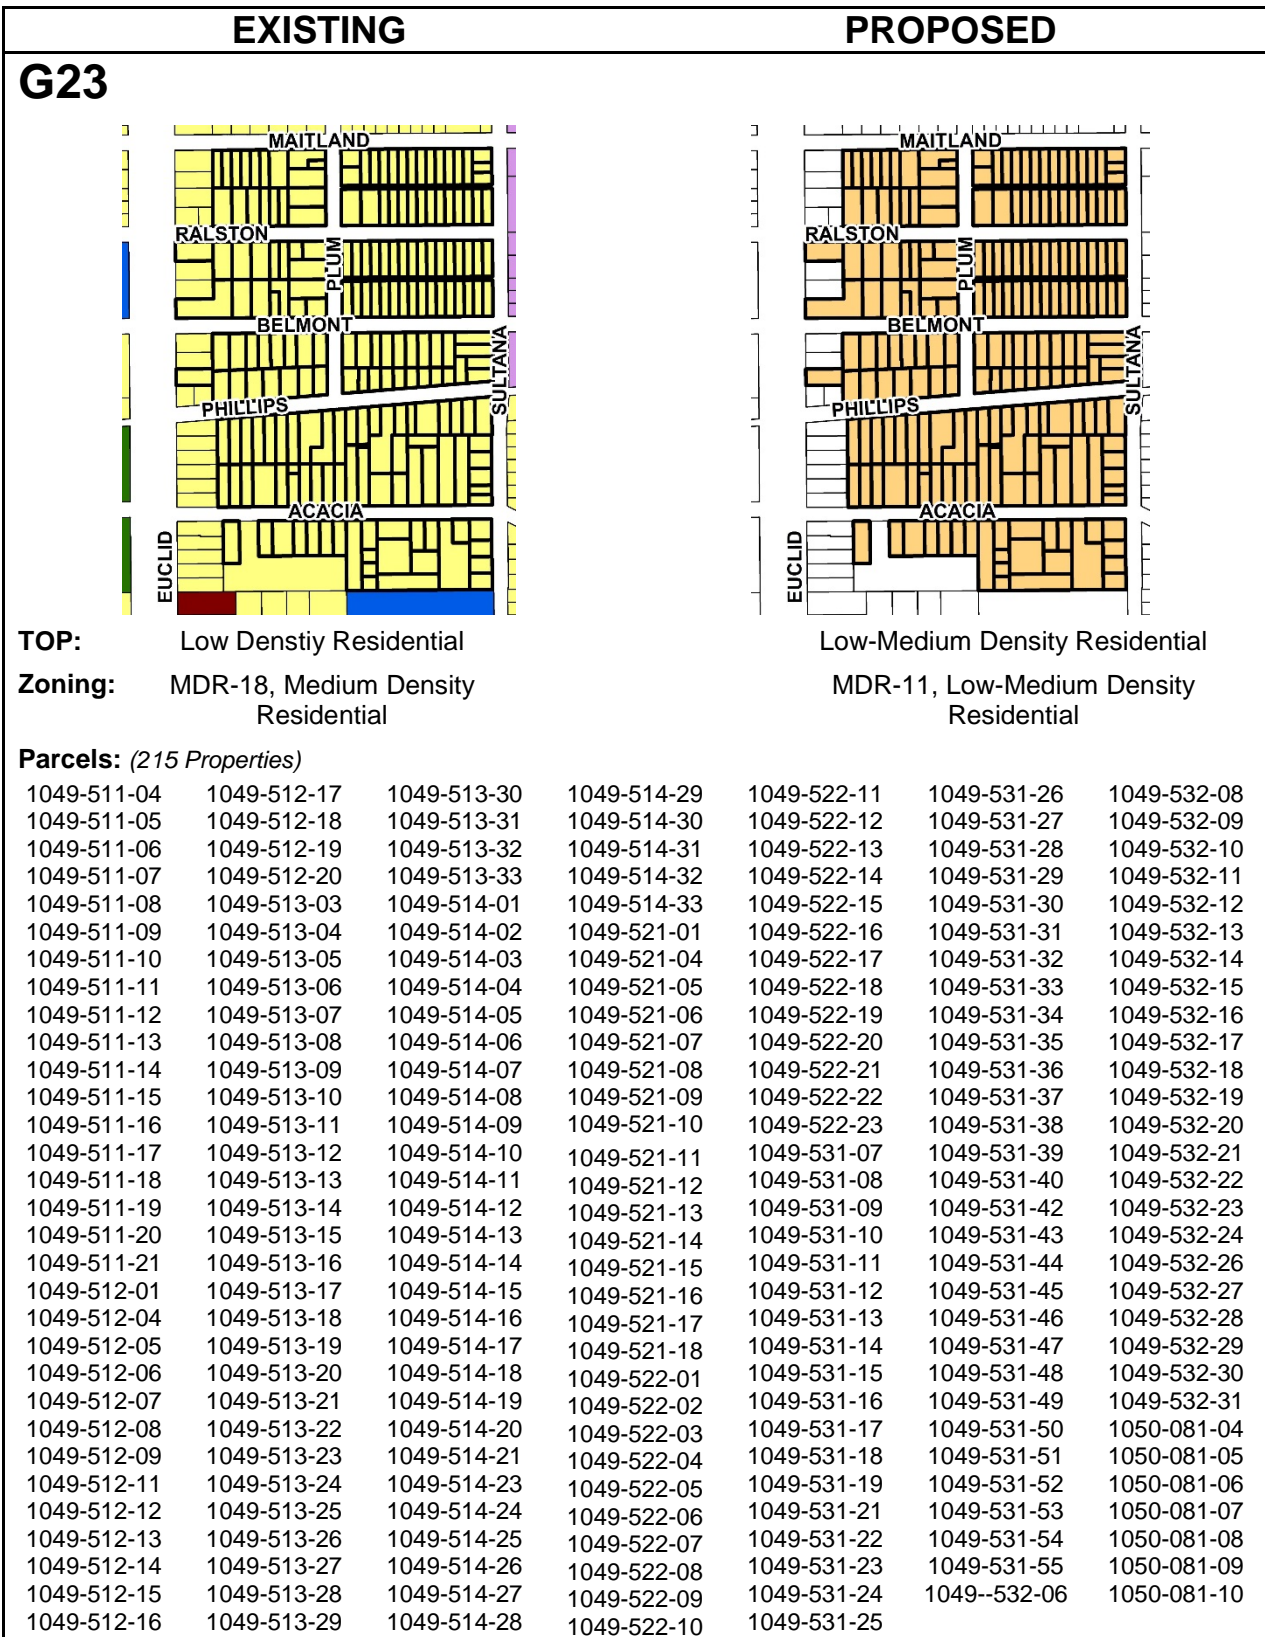 EXISTING PROPOSED
G23
MAITLAND MAITLAND
RALSTON RALSTON
PLUM PLUM
BELMONT BELMONT
SULTANA SULTANA
PHILLIPS PHILLIPS
ACACIA ACACIA
EUCLID EUCLID
TOP: Low Denstiy Residential Low-Medium Density Residential
Zoning: MDR-18, Medium Density MDR-11, Low-Medium Density
Residential Residential
Parcels: (215 Properties)
1049-511-04 1049-512-17 1049-513-30 1049-514-29 1049-522-11 1049-531-26 1049-532-08
1049-511-05 1049-512-18 1049-513-31 1049-514-30 1049-522-12 1049-531-27 1049-532-09
1049-511-06 1049-512-19 1049-513-32 1049-514-31 1049-522-13 1049-531-28 1049-532-10
1049-511-07 1049-512-20 1049-513-33 1049-514-32 1049-522-14 1049-531-29 1049-532-11
1049-511-08 1049-513-03 1049-514-01 1049-514-33 1049-522-15 1049-531-30 1049-532-12
1049-511-09 1049-513-04 1049-514-02 1049-521-01 1049-522-16 1049-531-31 1049-532-13
1049-511-10 1049-513-05 1049-514-03 1049-521-04 1049-522-17 1049-531-32 1049-532-14
1049-511-11 1049-513-06 1049-514-04 1049-521-05 1049-522-18 1049-531-33 1049-532-15
1049-511-12 1049-513-07 1049-514-05 1049-521-06 1049-522-19 1049-531-34 1049-532-16
1049-511-13 1049-513-08 1049-514-06 1049-521-07 1049-522-20 1049-531-35 1049-532-17
1049-511-14 1049-513-09 1049-514-07 1049-521-08 1049-522-21 1049-531-36 1049-532-18
1049-511-15 1049-513-10 1049-514-08 1049-521-09 1049-522-22 1049-531-37 1049-532-19
1049-511-16 1049-513-11 1049-514-09 1049-521-10 1049-522-23 1049-531-38 1049-532-20
1049-511-17 1049-513-12 1049-514-10 1049-521-11 1049-531-07 1049-531-39 1049-532-21
1049-511-18 1049-513-13 1049-514-11 1049-521-12 1049-531-08 1049-531-40 1049-532-22
1049-511-19 1049-513-14 1049-514-12 1049-521-13 1049-531-09 1049-531-42 1049-532-23
1049-511-20 1049-513-15 1049-514-13 1049-521-14 1049-531-10 1049-531-43 1049-532-24
1049-511-21 1049-513-16 1049-514-14 1049-521-15 1049-531-11 1049-531-44 1049-532-26
1049-512-01 1049-513-17 1049-514-15 1049-521-16 1049-531-12 1049-531-45 1049-532-27
1049-512-04 1049-513-18 1049-514-16 1049-521-17 1049-531-13 1049-531-46 1049-532-28
1049-512-05 1049-513-19 1049-514-17 1049-521-18 1049-531-14 1049-531-47 1049-532-29
1049-512-06 1049-513-20 1049-514-18 1049-522-01 1049-531-15 1049-531-48 1049-532-30
1049-512-07 1049-513-21 1049-514-19 1049-522-02 1049-531-16 1049-531-49 1049-532-31
1049-512-08 1049-513-22 1049-514-20 1049-522-03 1049-531-17 1049-531-50 1050-081-04
1049-512-09 1049-513-23 1049-514-21 1049-522-04 1049-531-18 1049-531-51 1050-081-05
1049-512-11 1049-513-24 1049-514-23 1049-522-05 1049-531-19 1049-531-52 1050-081-06
1049-512-12 1049-513-25 1049-514-24 1049-522-06 1049-531-21 1049-531-53 1050-081-07
1049-512-13 1049-513-26 1049-514-25 1049-522-07 1049-531-22 1049-531-54 1050-081-08
1049-512-14 1049-513-27 1049-514-26 1049-522-08 1049-531-23 1049-531-55 1050-081-09
1049-512-15 1049-513-28 1049-514-27 1049-522-09 1049-531-24 1049--532-06 1050-081-10
1049-512-16 1049-513-29 1049-514-28 1049-522-10 1049-531-25